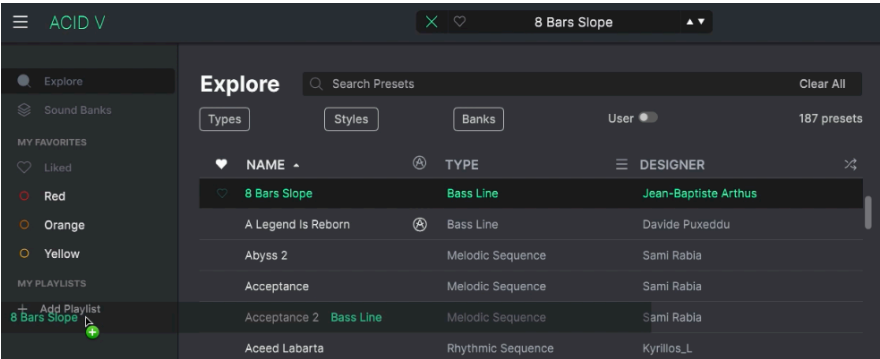 ACID V
8 Bars Slope
Explore
Sound Banks
MY FAVORITES
Liked
Red
Orange
Yellow
MY PLAYLISTS
Add Playlist
8 Bars Slope
Explore
Search Presets
Clear All
Types
Styles
Banks
User
187 presets
NAME TYPE DESIGNER
8 Bars Slope Bass Line Jean-Baptiste Arthus
A Legend Is Reborn Bass Line Davide Puxeddu
Abyss 2 Melodic Sequence Sami Rabia
Acceptance Melodic Sequence Sami Rabia
Acceptance 2 Bass Line Melodic Sequence Sami Rabia
Aceed Labarta Rhythmic Sequence Kyrillos_L